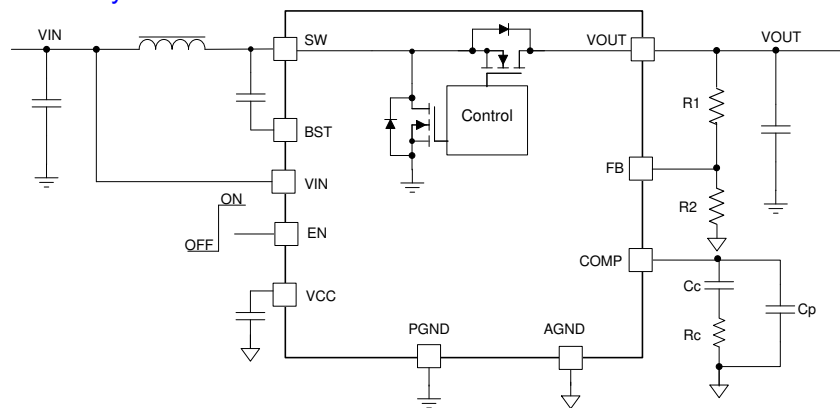 VIN
SW
VOUT
VOUT
R1
Control
BST
FB
VIN
ON
R2
OFF
EN
COMP
VCC
Cc
Cp
PGND
AGND
Rc